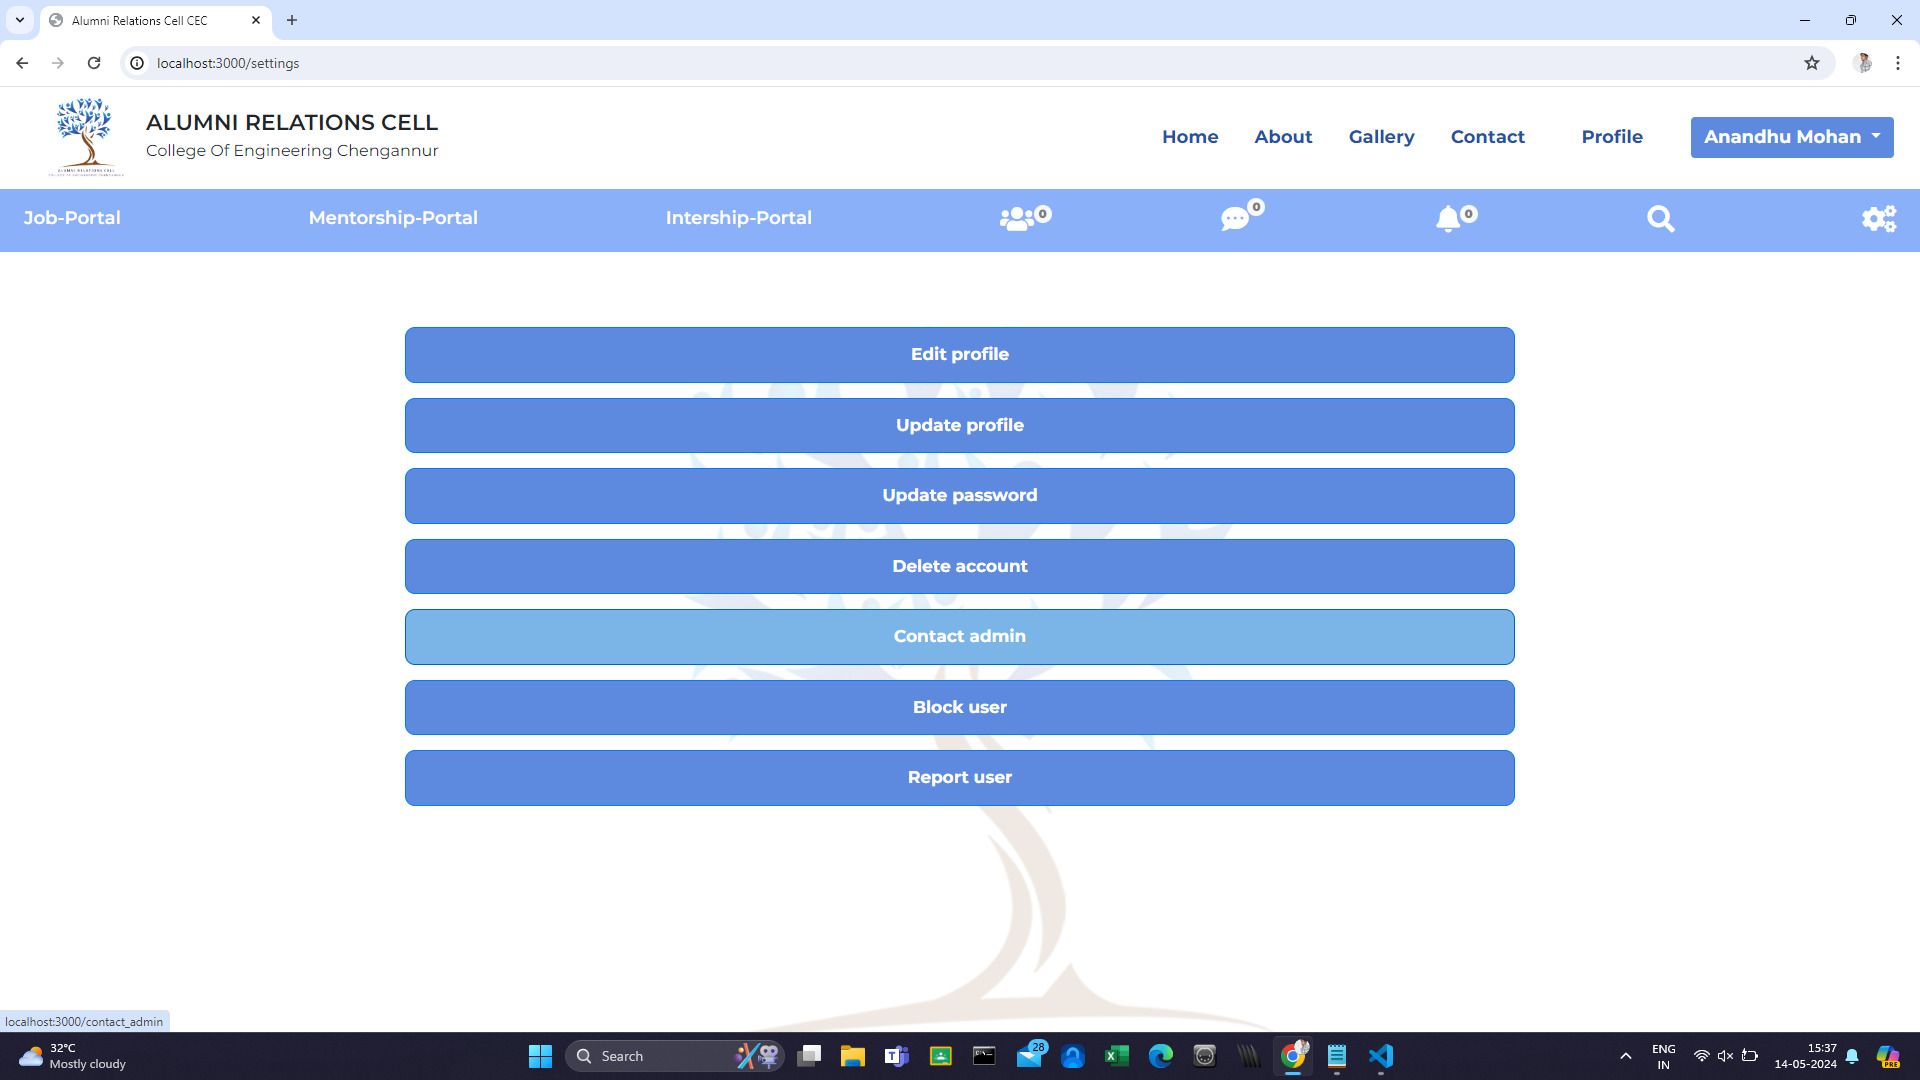 Alumni Relations Cell CEC
localhost:3000/settings
ALUMNI RELATIONS CELL
College Of Engineering Chengannur
Home
About
Gallery
Contact
Profile
Anandhu Mohan
Job-Portal
Mentorship-Portal
Intership-Portal
0
0
0
Edit profile
Update profile
Update password
Delete account
Contact admin
Block user
Report user
localhost:3000/contact_admin
32°C
Mostly cloudy
Search
28
ENG
IN
15:37
14-05-2024
PRE